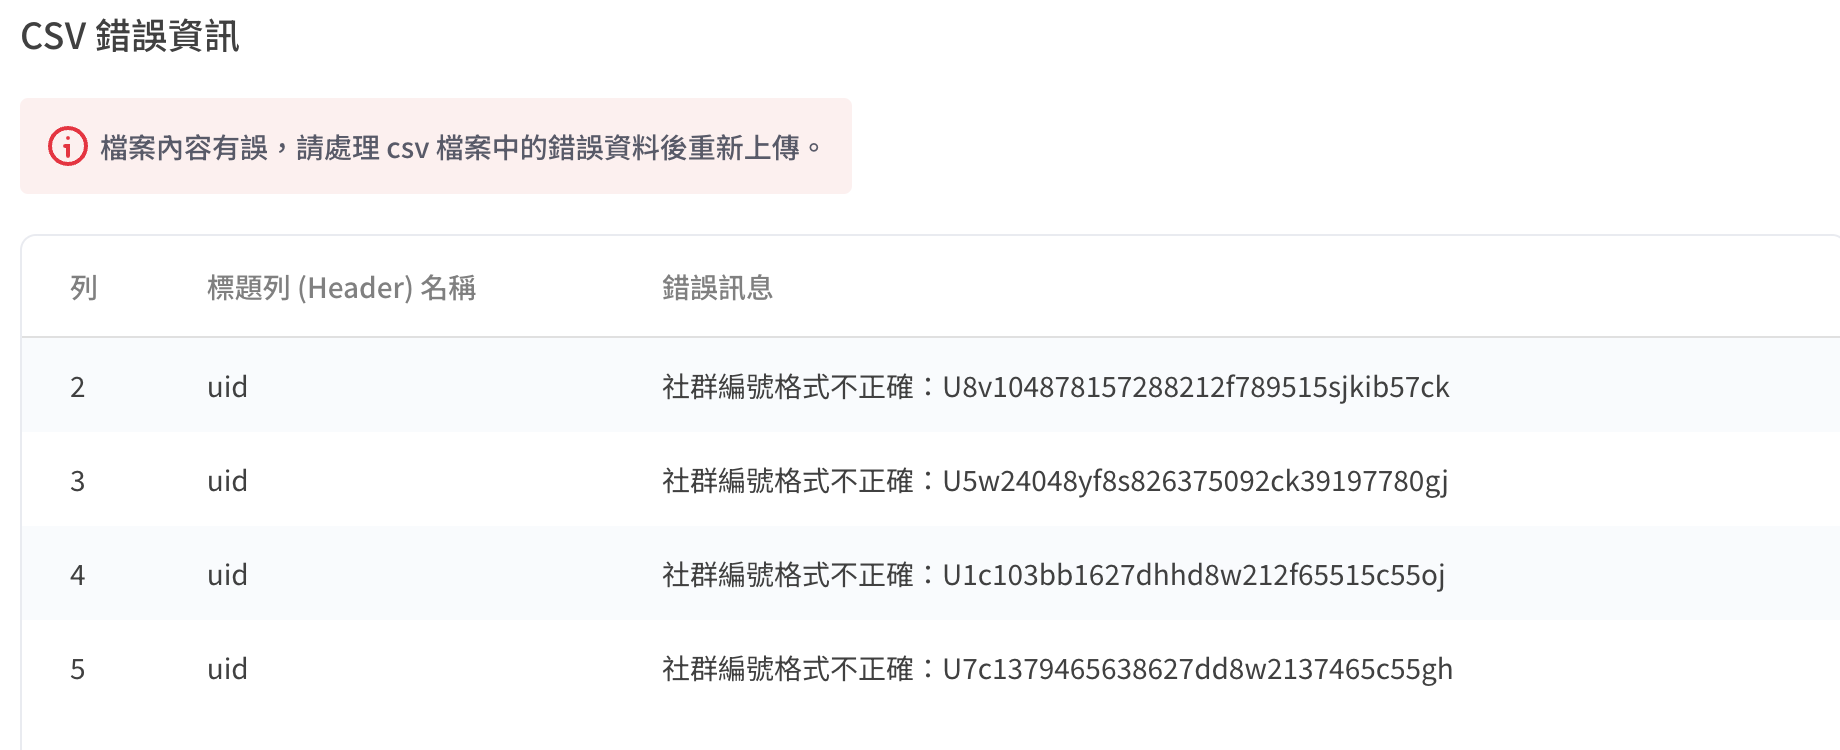 CSV 錯誤資訊
檔案內容有誤，請處理 csv 檔案中的錯誤資料後重新上傳。
列 標題列 (Header) 名稱 錯誤訊息
2 uid 社群編號格式不正確：U8v104878157288212f789515sjkib57ck
3 uid 社群編號格式不正確：U5w24048yf8s826375092ck39197780gj
4 uid 社群編號格式不正確：U1c103bb1627dhhd8w212f65515c55oj
5 uid 社群編號格式不正確：U7c1379465638627dd8w2137465c55gh